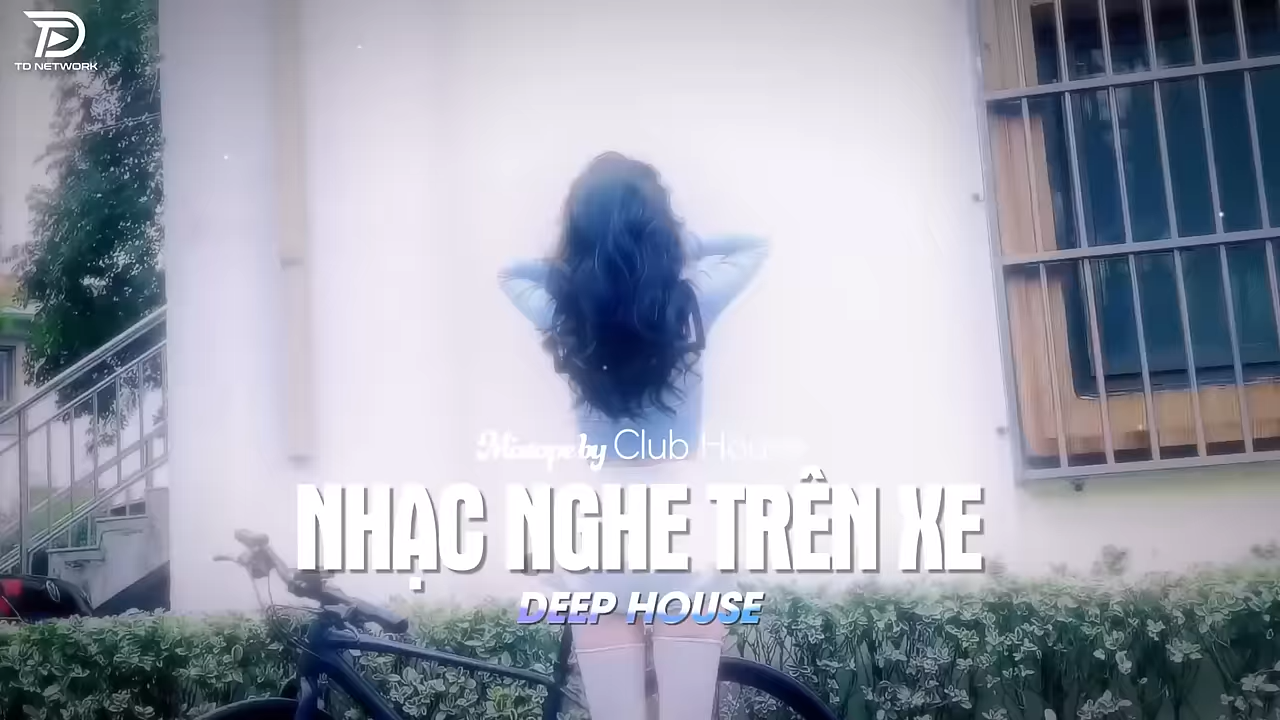 TD NETWORK
Mixtape by Club House
NHẠC NGHE TRÊN XE
DEEP HOUSE